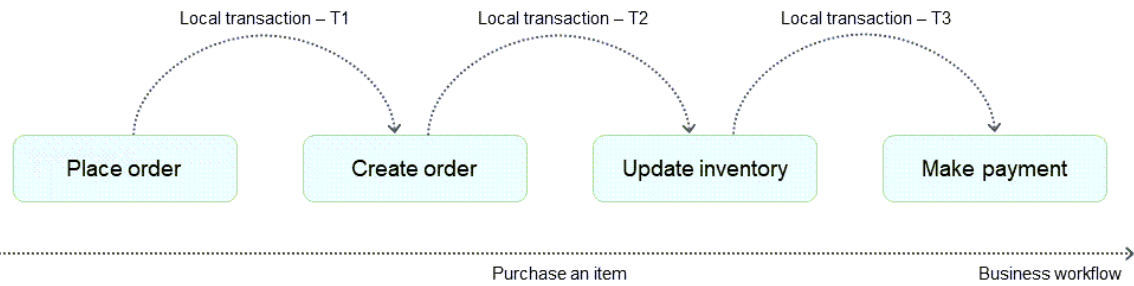 Local transaction – T1
Local transaction – T2
Local transaction – T3
Place order
Create order
Update inventory
Make payment
Purchase an item
Business workflow